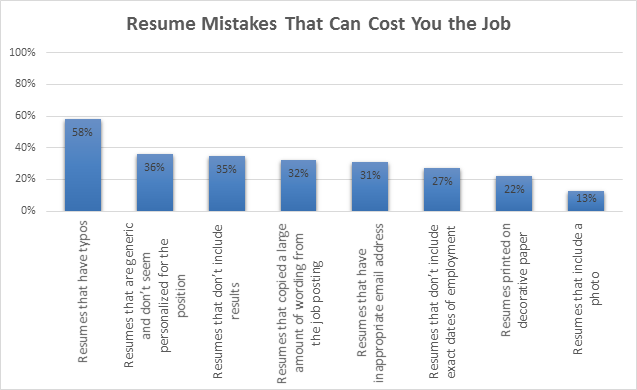 Resume Mistakes That Can Cost You the Job
100%
80%
60%
40%
20%
0%
58%
36%
35%
32%
31%
27%
22%
13%
Resumes that have typos
Resumes that are generic
and don't seem
personalized for the
position
Resumes that don't include
results
Resumes that copied a large
amount of wording from
the job posting
Resumes that have
inappropriate email address
Resumes that don't include
exact dates of employment
Resumes printed on
decorative paper
Resumes that include a
photo